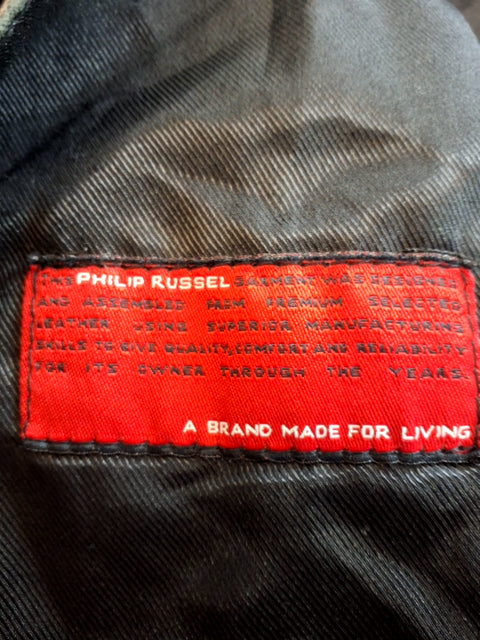 THIS PHILIP RUSSEL GARMENT WAS DESIGNED
AND ASSEMBLED FROM PREMIUM SELECTED
LEATHER USING SUPERIOR MANUFACTURING
SKILLS TO GIVE QUALITY, COMFORT AND RELIABILITY
FOR ITS OWNER THROUGH THE YEARS.
A BRAND MADE FOR LIVING